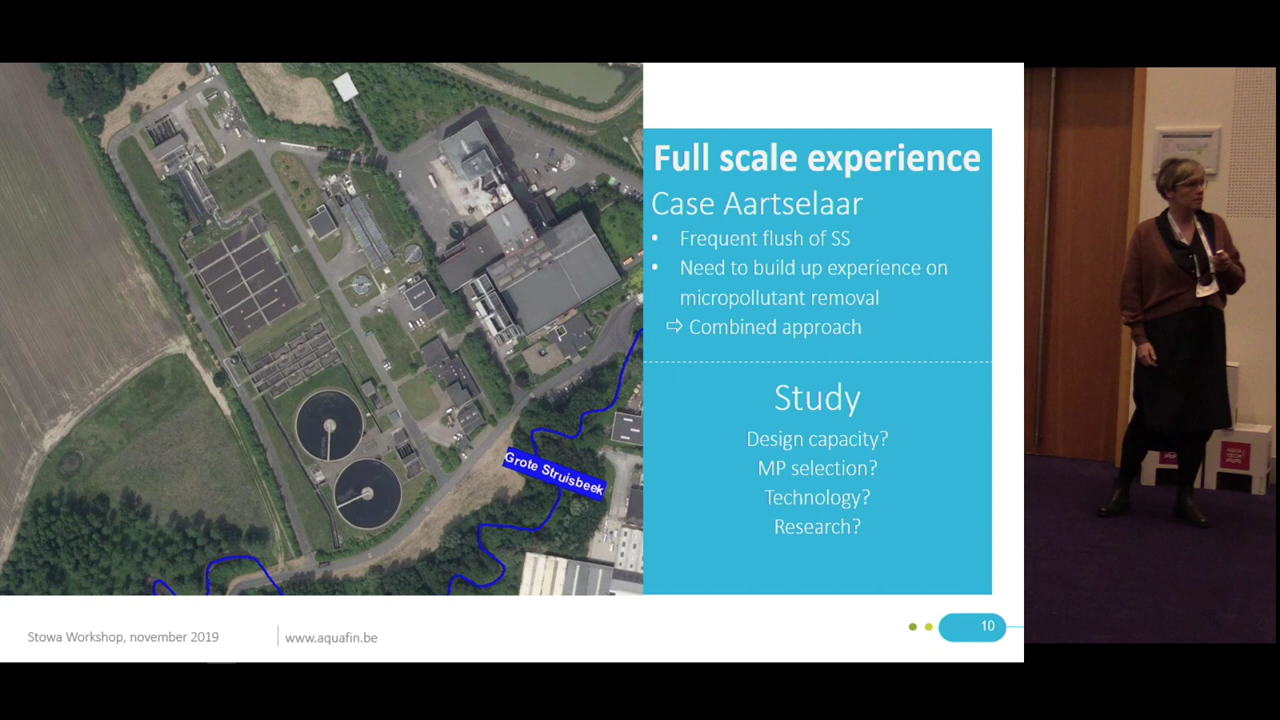 Full scale experience
Case Aartselaar
• Frequent flush of SS
• Need to build up experience on
micropollutant removal
⇨ Combined approach
Study
Design capacity?
MP selection?
Technology?
Research?
Grote Struisbeek
Stowa Workshop, november 2019
www.aquafin.be
10